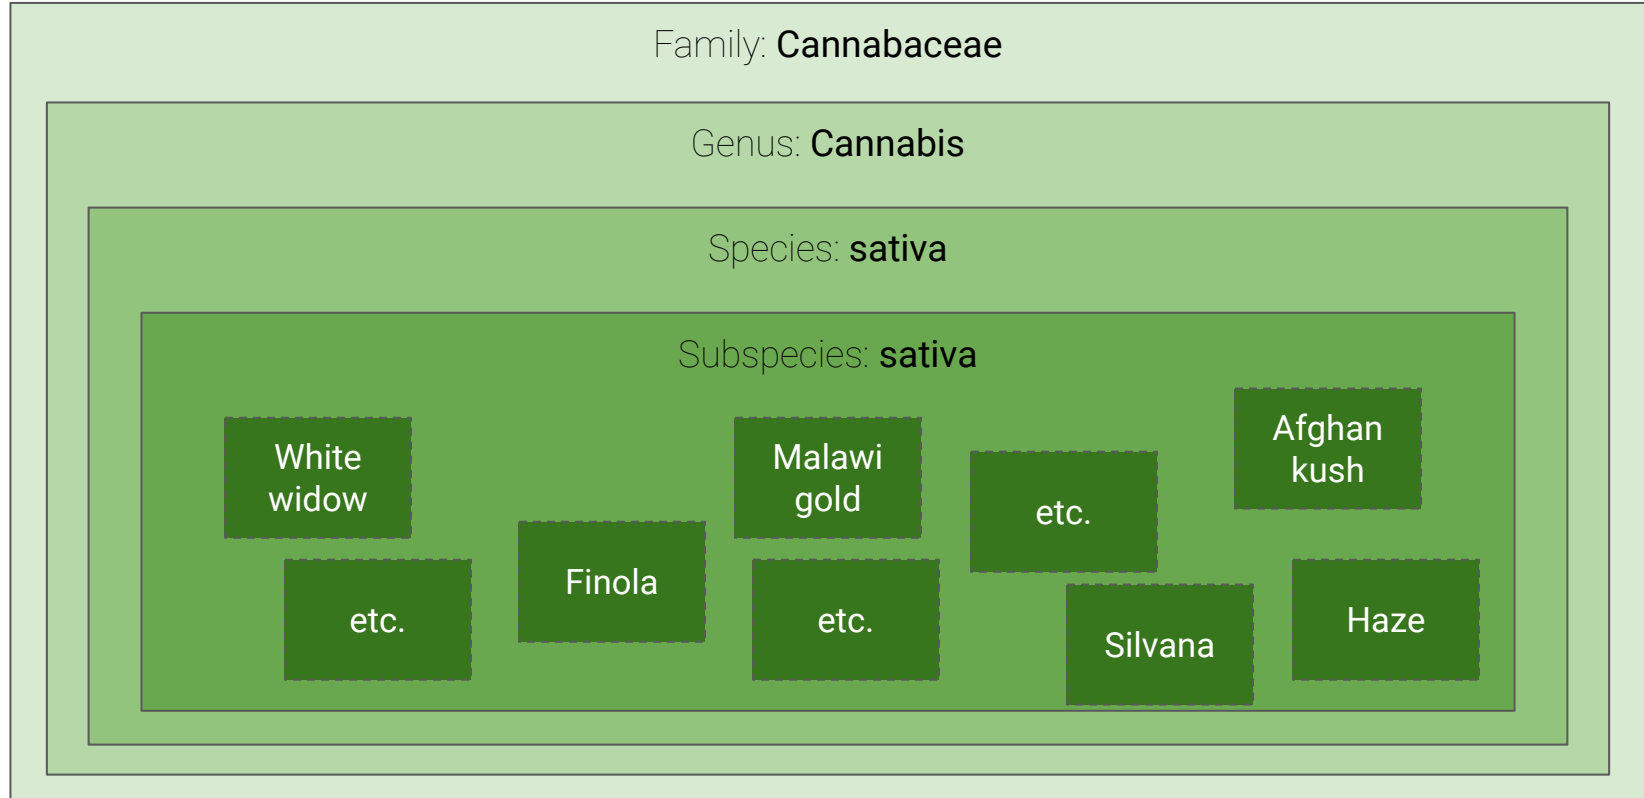 Family: Cannabaceae
Genus: Cannabis
Species: sativa
Subspecies: sativa
White
widow
Malawi
gold
etc.
Afghan
kush
etc.
Finola
etc.
Silvana
Haze